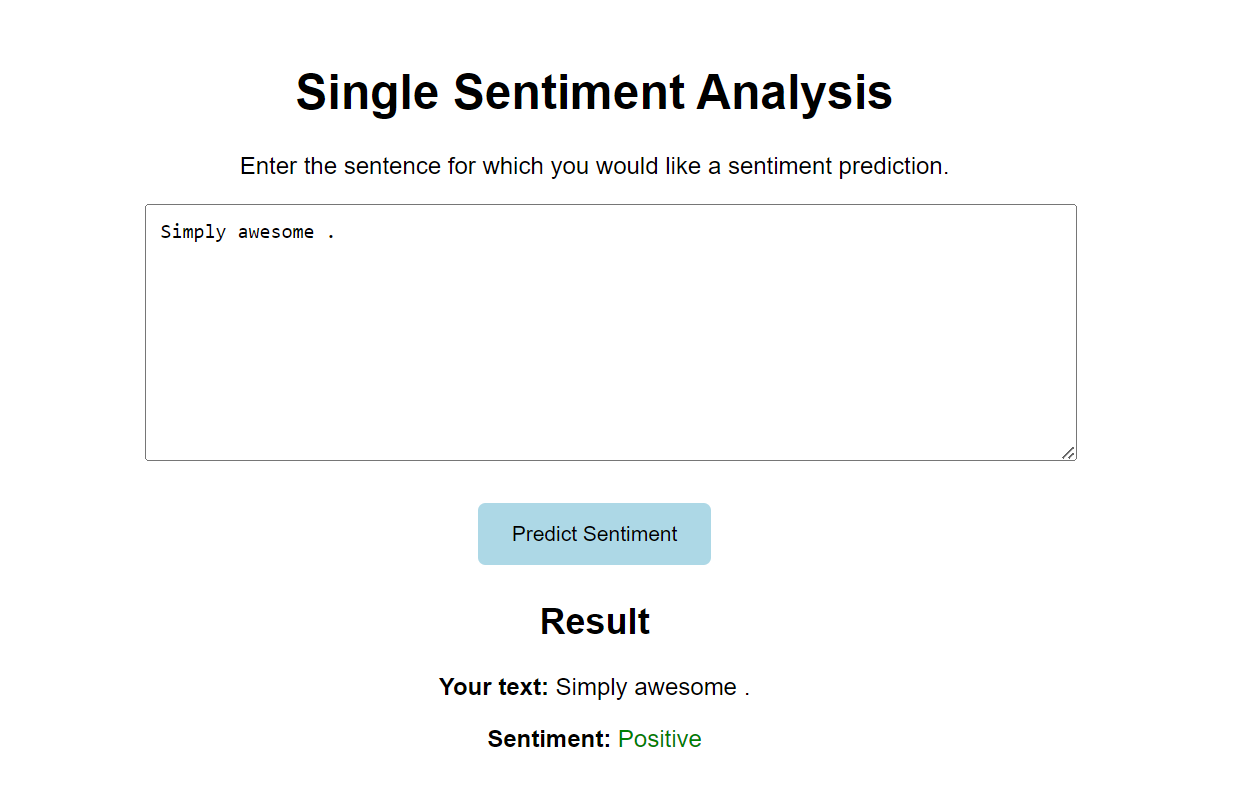 Single Sentiment Analysis
Enter the sentence for which you would like a sentiment prediction.
Simply awesome .
Predict Sentiment
Result
Your text: Simply awesome .
Sentiment: Positive